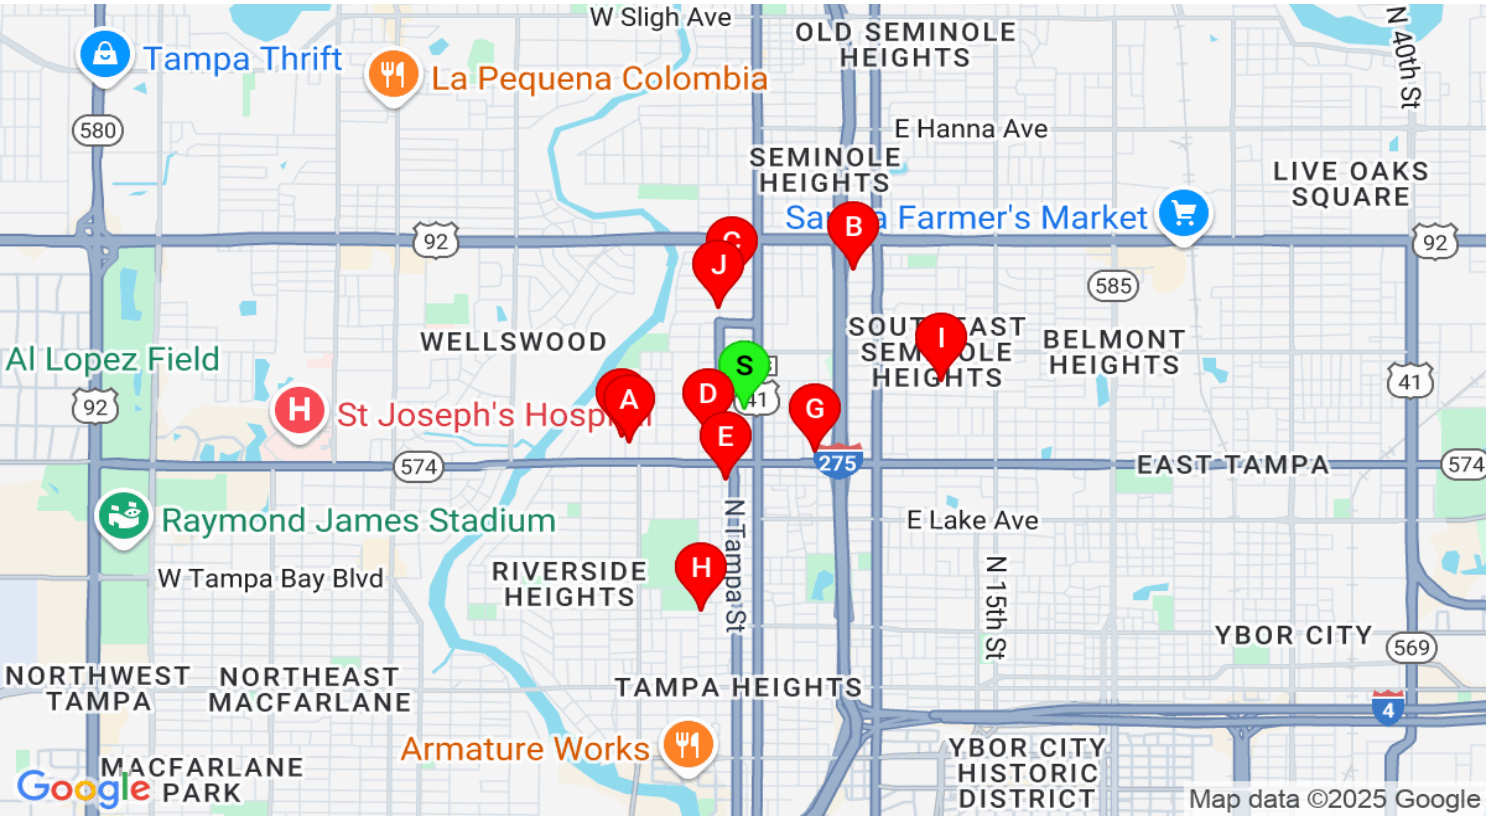 W Sligh Ave
OLD SEMINOLE
HEIGHTS
N 40th St
Tampa Thrift
La Pequena Colombia
580
E Hanna Ave
SEMINOLE
HEIGHTS
LIVE OAKS
SQUARE
Farmer's Market
B
92
C
92
J
585
WELLSWOOD
SOUTHEAST
SEMINOLE
HEIGHTS
I
BELMONT
HEIGHTS
Al Lopez Field
S
41
92
H
St Joseph's Hospital
A
D
41
G
E
574
275
EAST TAMPA
574
Raymond James Stadium
N Tampa St
E Lake Ave
W Tampa Bay Blvd
RIVERSIDE
HEIGHTS
H
N 15th St
YBOR CITY
569
NORTHWEST
TAMPA
NORTHEAST
MACFARLANE
TAMPA HEIGHTS
4
Armature Works
YBOR CITY
HISTORIC
DISTRICT
MACFARLANE
PARK
Google
Map data ©2025 Google